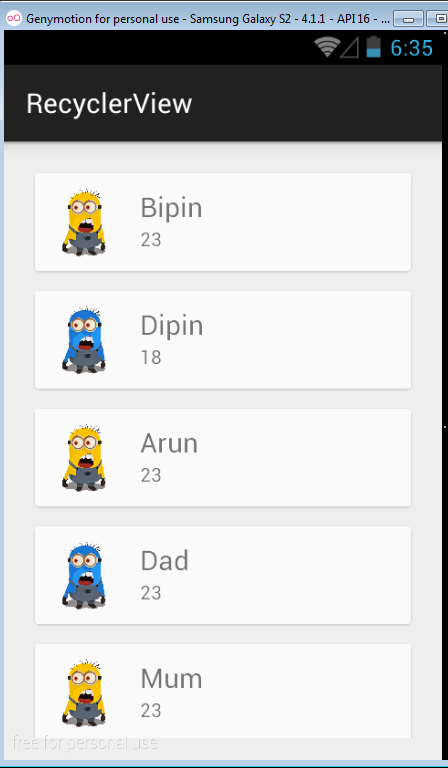 Genymotion for personal use - Samsung Galaxy S2 - 4.1.1 - API 16 - ...
6:35
RecyclerView
Bipin
23
Dipin
18
Arun
23
Dad
23
Mum
23
free for personal use